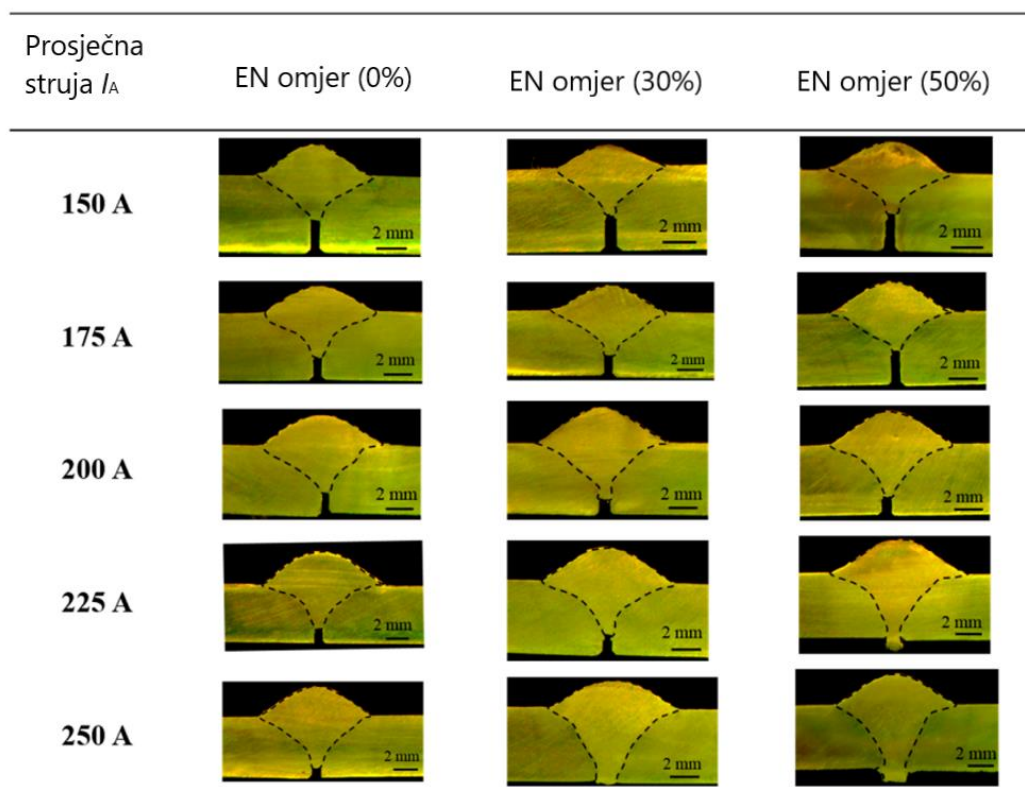 Prosječna
struja IA
EN omjer (0%)
EN omjer (30%)
EN omjer (50%)
150 A
2 mm
2 mm
2 mm
175 A
2 mm
2 mm
2 mm
200 A
2 mm
2 mm
2 mm
225 A
2 mm
2 mm
2 mm
250 A
2 mm
2 mm
2 mm